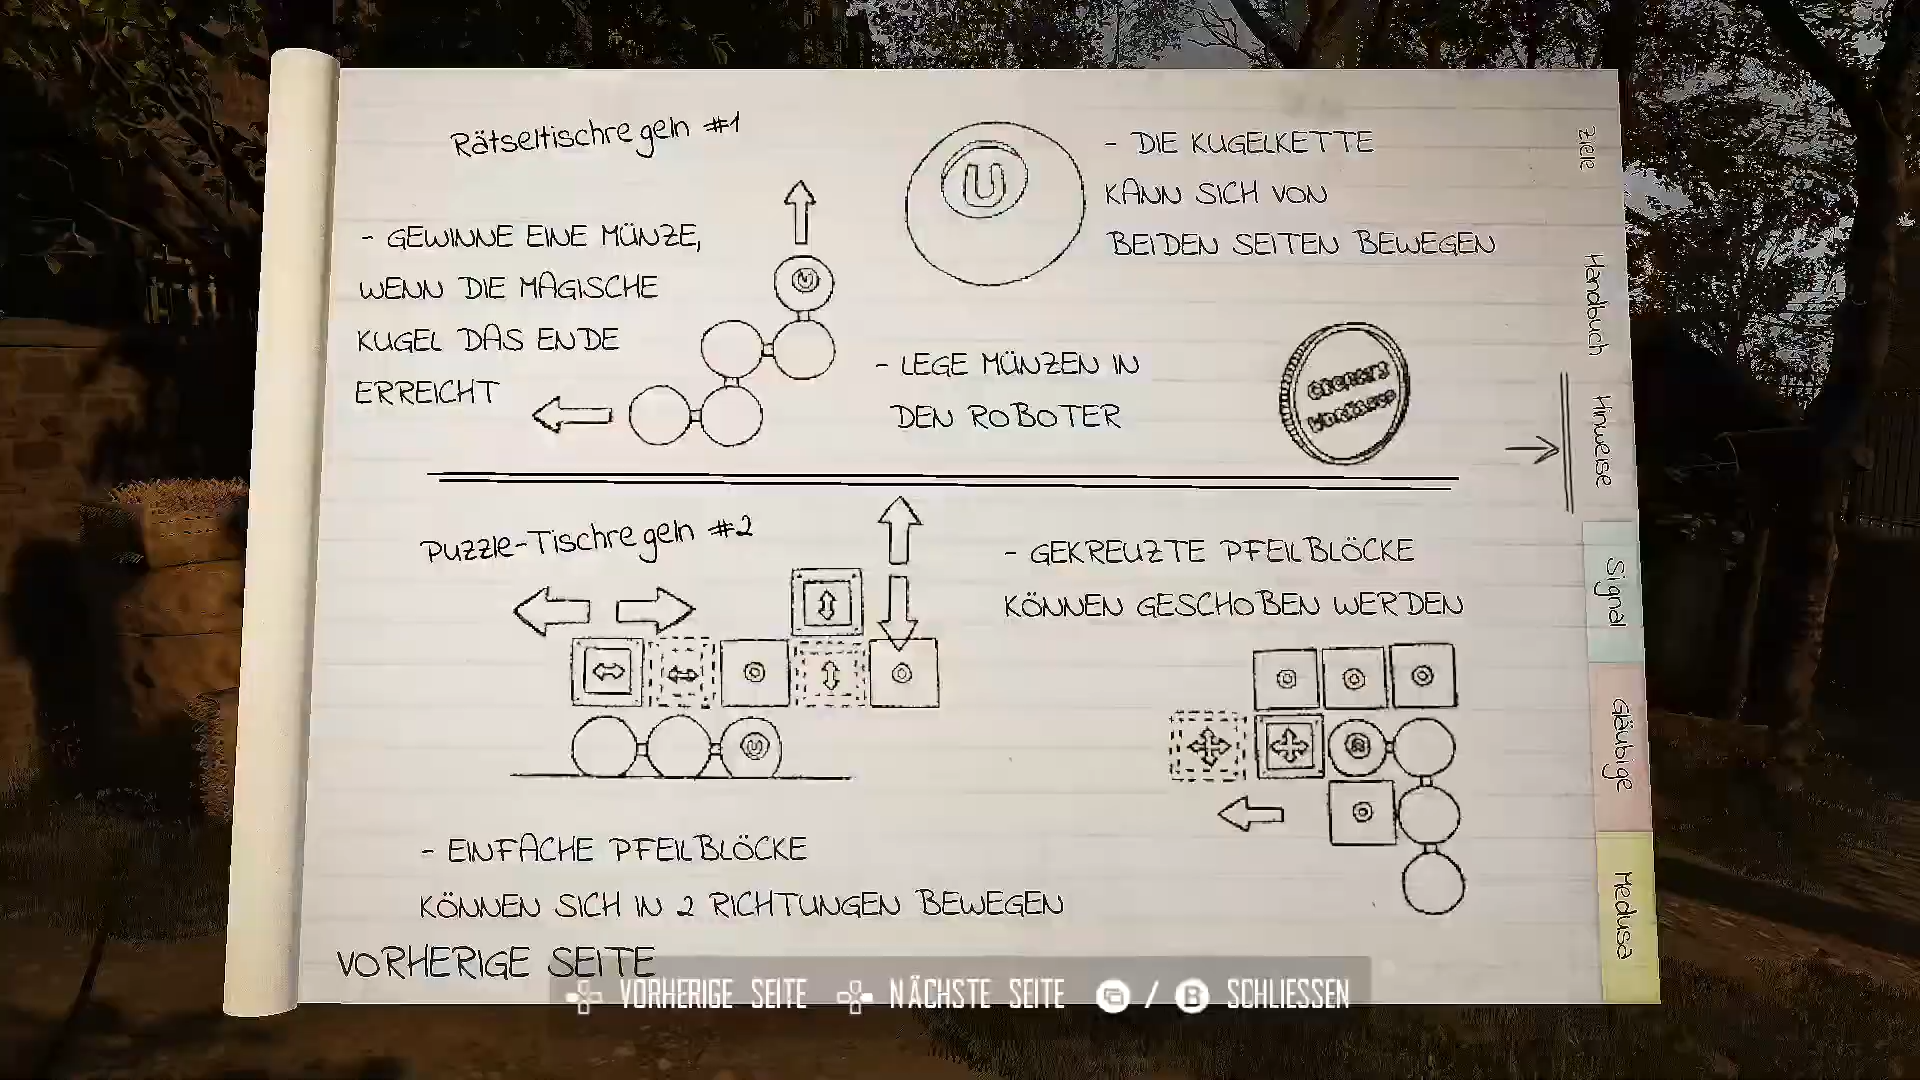 Rätseltischregeln #1
- GEWINNE EINE MÜNZE,
WENN DIE MAGISCHE
KUGEL DAS ENDE
ERREICHT
U
- DIE KUGELKETTE
KANN SICH VON
BEIDEN SEITEN BEWEGEN
- LEGE MÜNZEN IN
DEN ROBOTER
Puzzle-Tischregeln #2
- GEKREUZTE PFEILBLÖCKE
KÖNNEN GESCHOBEN WERDEN
- EINFACHE PFEILBLÖCKE
KÖNNEN SICH IN 2 RICHTUNGEN BEWEGEN
VORHERIGE SEITE
Ziele
Handbuch
Hinweise
Signal
Gläubige
Medusa
VORHERIGE SEITE NÄCHSTE SEITE / B SCHLIESSEN